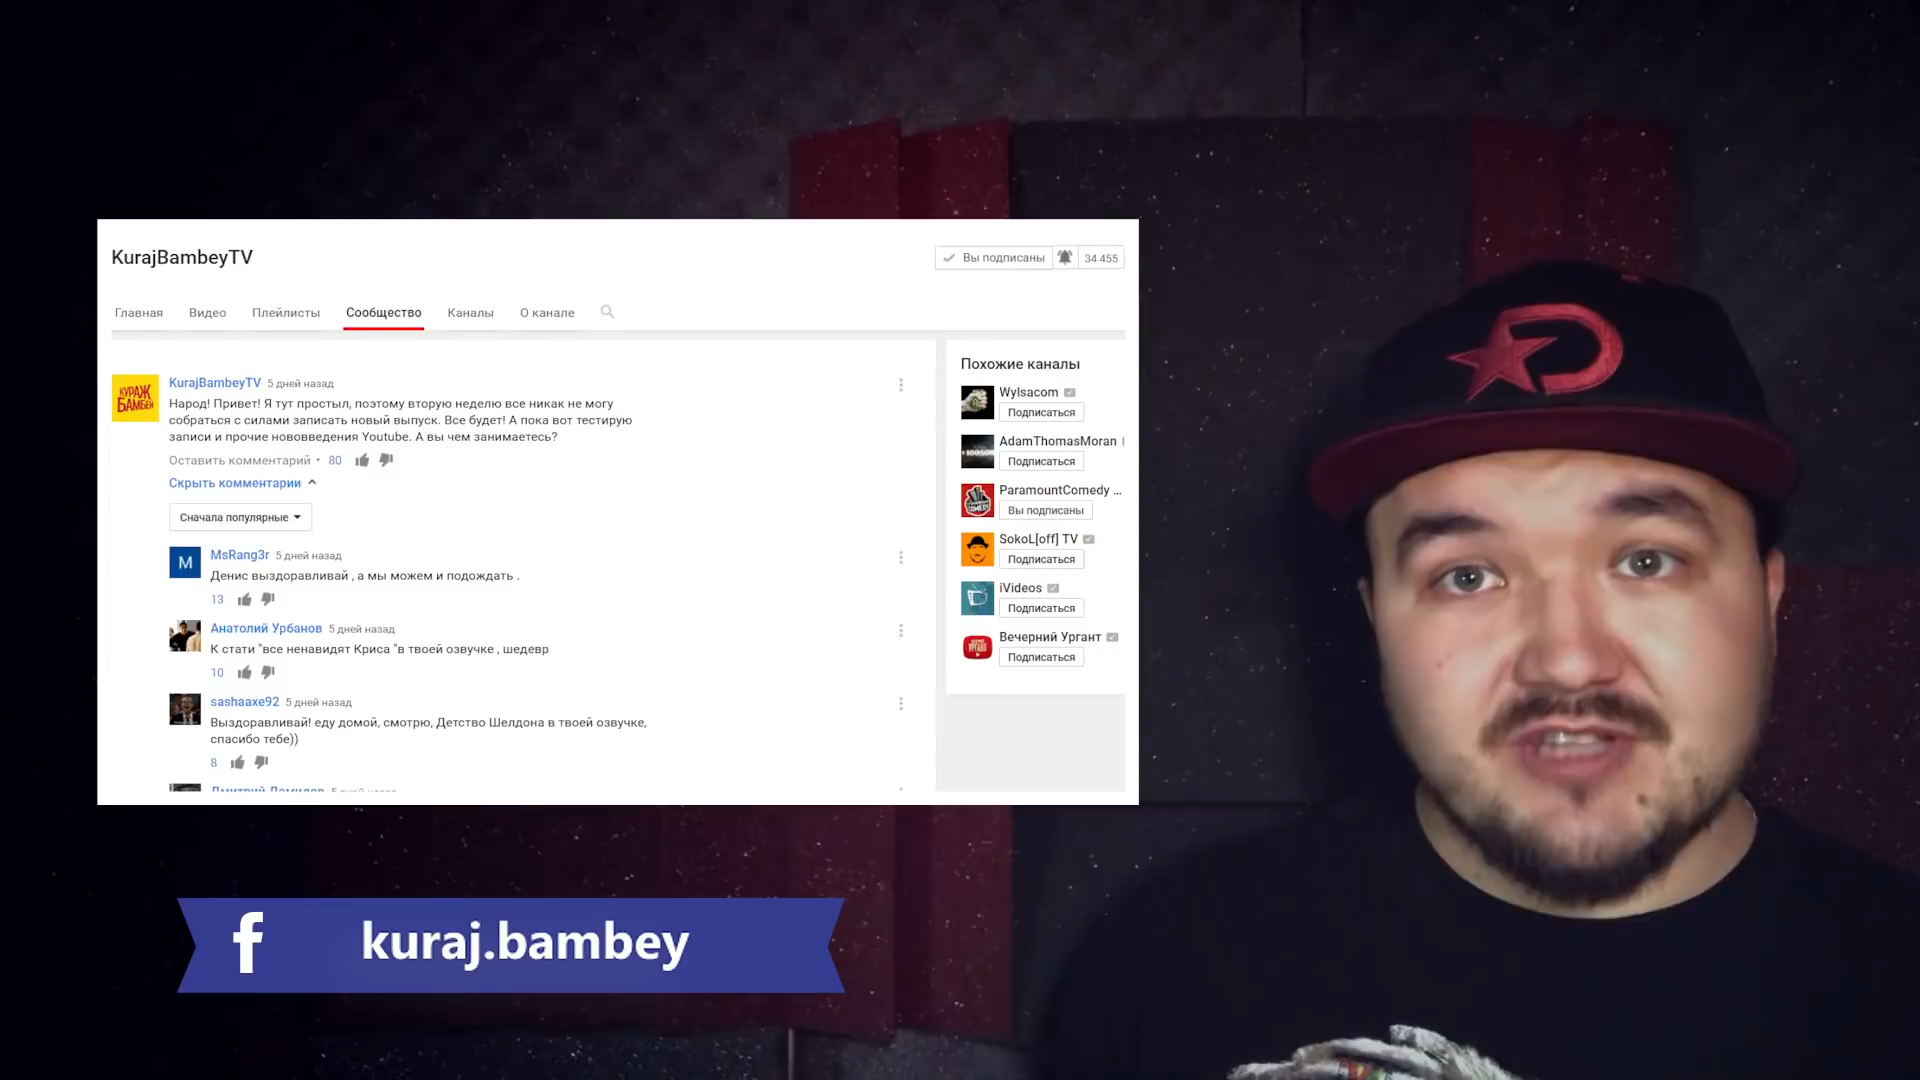 KurajBambeyTV
Вы подписаны 34 455
Главная Видео Плейлисты Сообщество Каналы О канале
КУРАЖ
БАМБЕЙ
KurajBambeyTV 5 дней назад
Народ! Привет! Я тут простыл, поэтому вторую неделю все никак не могу
собраться с силами записать новый выпуск. Все будет! А пока вот тестирую
записи и прочие нововведения Youtube. А вы чем занимаетесь?
Оставить комментарий • 80
Скрыть комментарии
Сначала популярные
M
MsRang3r 5 дней назад
Денис выздоравливай , а мы можем и подождать .
13
Анатолий Урбанов 5 дней назад
К стати "все ненавидят Криса "в твоей озвучке , шедевр
10
sashaaxe92 5 дней назад
Выздоравливай! еду домой, смотрю, Детство Шелдона в твоей озвучке,
спасибо тебе))
8
Похожие каналы
Wylsacom
Подписаться
AdamThomasMoran
+100500
Подписаться
ParamountComedy ...
Вы подписаны
SokoL[off] TV
Подписаться
iVideos
Подписаться
Вечерний Ургант
Подписаться
f kuraj.bambey